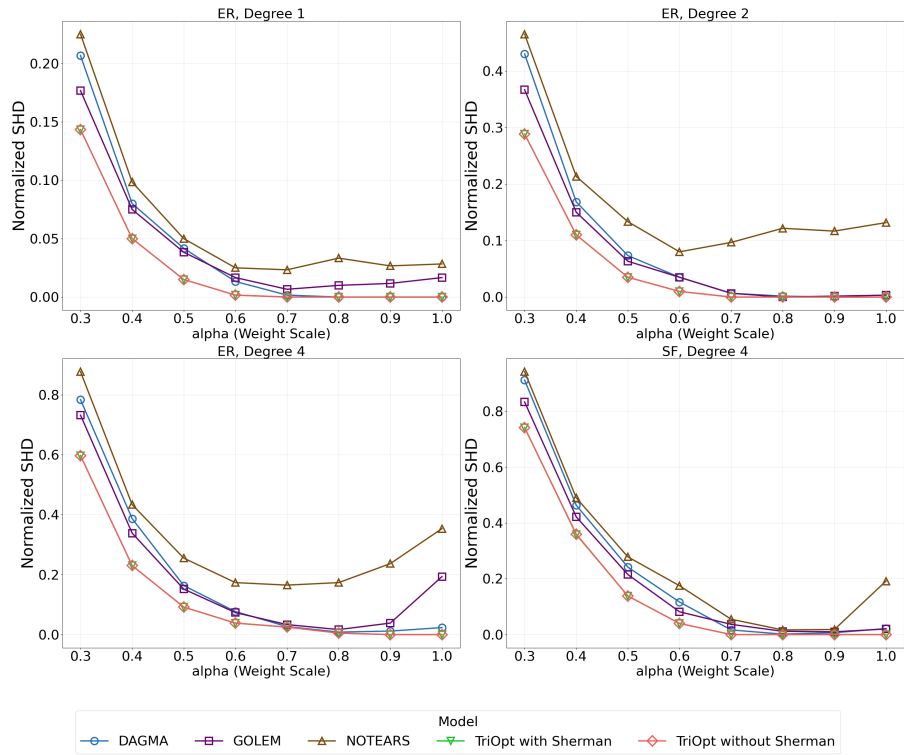 ER, Degree 1
Normalized SHD
0.20
0.15
0.10
0.05
0.00
0.3 0.4 0.5 0.6 0.7 0.8 0.9 1.0
alpha (Weight Scale)
ER, Degree 2
Normalized SHD
0.4
0.3
0.2
0.1
0.0
0.3 0.4 0.5 0.6 0.7 0.8 0.9 1.0
alpha (Weight Scale)
ER, Degree 4
Normalized SHD
0.8
0.6
0.4
0.2
0.0
0.3 0.4 0.5 0.6 0.7 0.8 0.9 1.0
alpha (Weight Scale)
SF, Degree 4
Normalized SHD
0.8
0.6
0.4
0.2
0.0
0.3 0.4 0.5 0.6 0.7 0.8 0.9 1.0
alpha (Weight Scale)
Model
DAGMA GOLEM NOTEARS TriOpt with Sherman TriOpt without Sherman